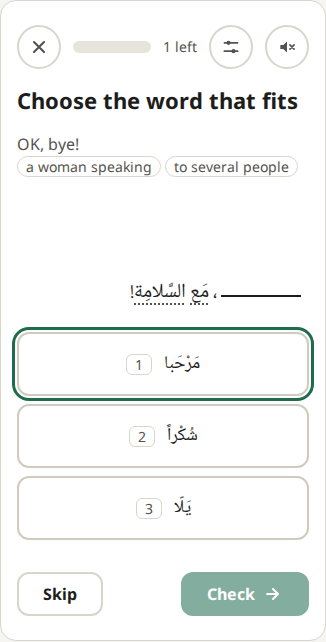 1 left
Choose the word that fits
OK, bye!
a woman speaking to several people
، مَع السَّلامِة!
مَرْحَبا 1
شُكْراً 2
يَلّا 3
Skip Check